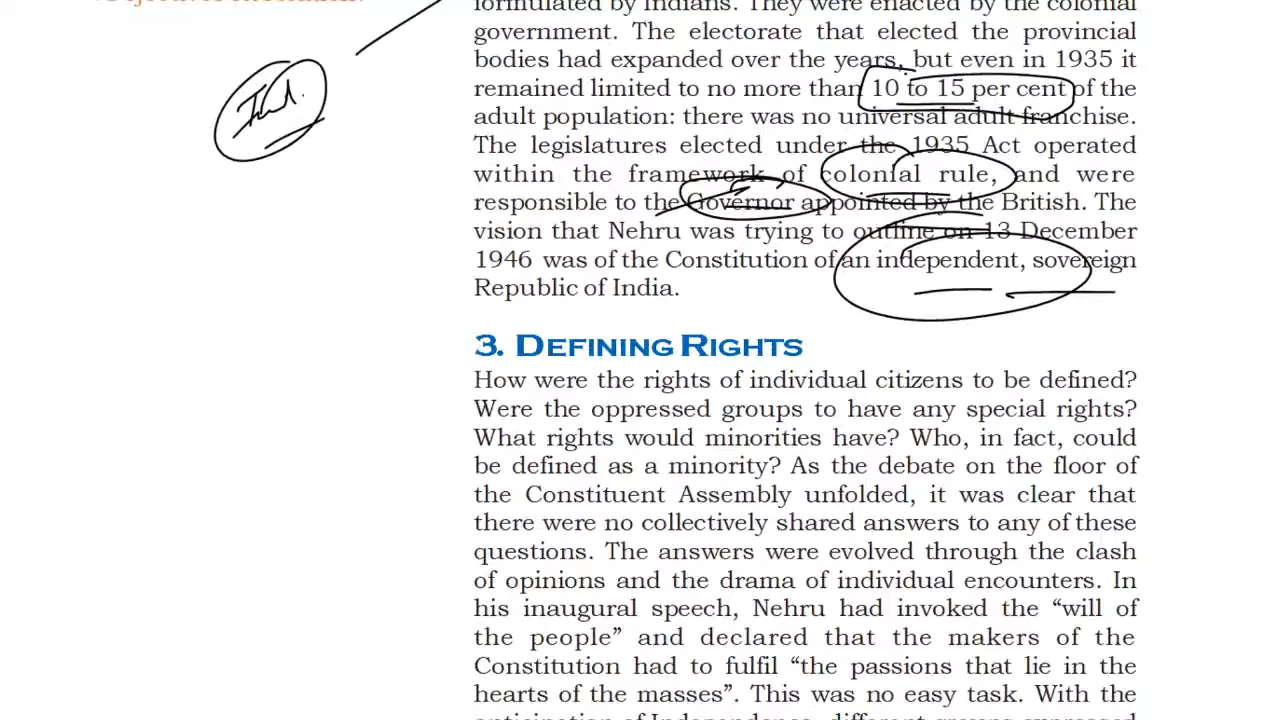 formulated by Indians. They were enacted by the colonial
government. The electorate that elected the provincial
bodies had expanded over the years, but even in 1935 it
remained limited to no more than 10 to 15 per cent of the
adult population: there was no universal adult franchise.
The legislatures elected under the 1935 Act operated
within the framework of colonial rule, and were
responsible to the Governor appointed by the British. The
vision that Nehru was trying to outline on 13 December
1946 was of the Constitution of an independent, sovereign
Republic of India.
3. DEFINING RIGHTS
How were the rights of individual citizens to be defined?
Were the oppressed groups to have any special rights?
What rights would minorities have? Who, in fact, could
be defined as a minority? As the debate on the floor of
the Constituent Assembly unfolded, it was clear that
there were no collectively shared answers to any of these
questions. The answers were evolved through the clash
of opinions and the drama of individual encounters. In
his inaugural speech, Nehru had invoked the “will of
the people” and declared that the makers of the
Constitution had to fulfil “the passions that lie in the
hearts of the masses”. This was no easy task. With the
anticipation of Independence, different groups expressed